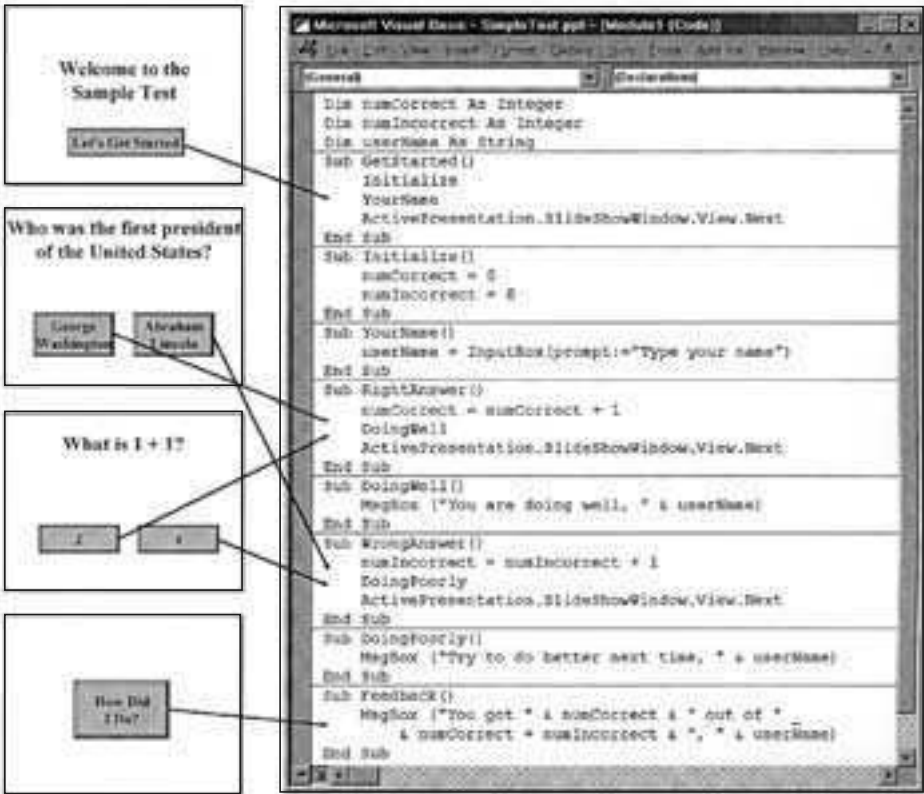 Welcome to the
Sample Test
Let's Get Started
Who was the first president
of the United States?
George
Washington
Abraham
Lincoln
What is 1 + 1?
2
How Did
I Do?
Microsoft Visual Basic - SimpleTest.ppt - [Module1 (Code)]
(General)
(Declarations)
Dim numCorrect As Integer
Dim numIncorrect As Integer
Dim userName As String
Sub GetStarted()
Initialize
YourName
ActivePresentation.SlideShowWindow.View.Next
End Sub
Sub Initialize()
numCorrect = 0
numIncorrect = 0
End Sub
Sub YourName()
userName = InputBox(prompt:="Type your name")
End Sub
Sub RightAnswer()
numCorrect = numCorrect + 1
DoingWell
ActivePresentation.SlideShowWindow.View.Next
End Sub
Sub DoingWell()
MsgBox ("You are doing well, " & userName)
End Sub
Sub WrongAnswer()
numIncorrect = numIncorrect + 1
DoingPoorly
ActivePresentation.SlideShowWindow.View.Next
End Sub
Sub DoingPoorly()
MsgBox ("Try to do better next time, " & userName)
End Sub
Sub Feedback()
MsgBox ("You got " & numCorrect & " out of " _
& numCorrect + numIncorrect & ", " & userName)
End Sub